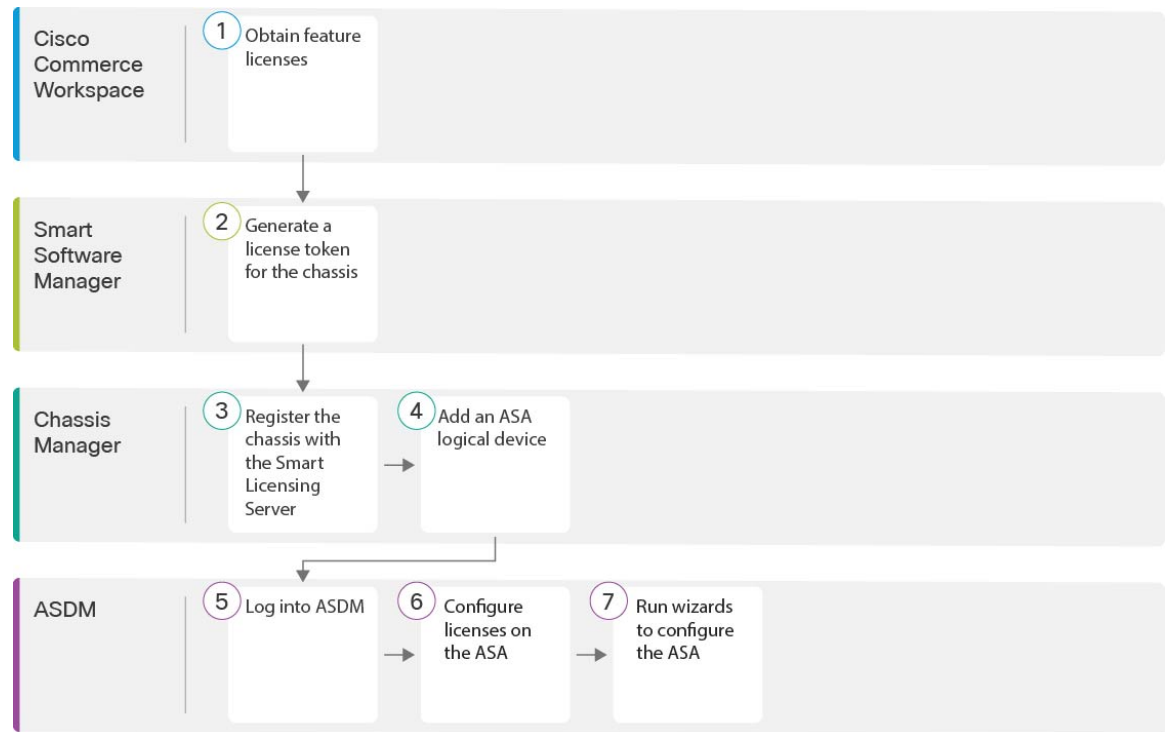 Cisco
Commerce
Workspace
1
Obtain feature
licenses
Smart
Software
Manager
2
Generate a
license token
for the chassis
Chassis
Manager
3
Register the
chassis with
the Smart
Licensing
Server
4
Add an ASA
logical device
ASDM
5
Log into ASDM
6
Configure
licenses on
the ASA
7
Run wizards
to configure
the ASA